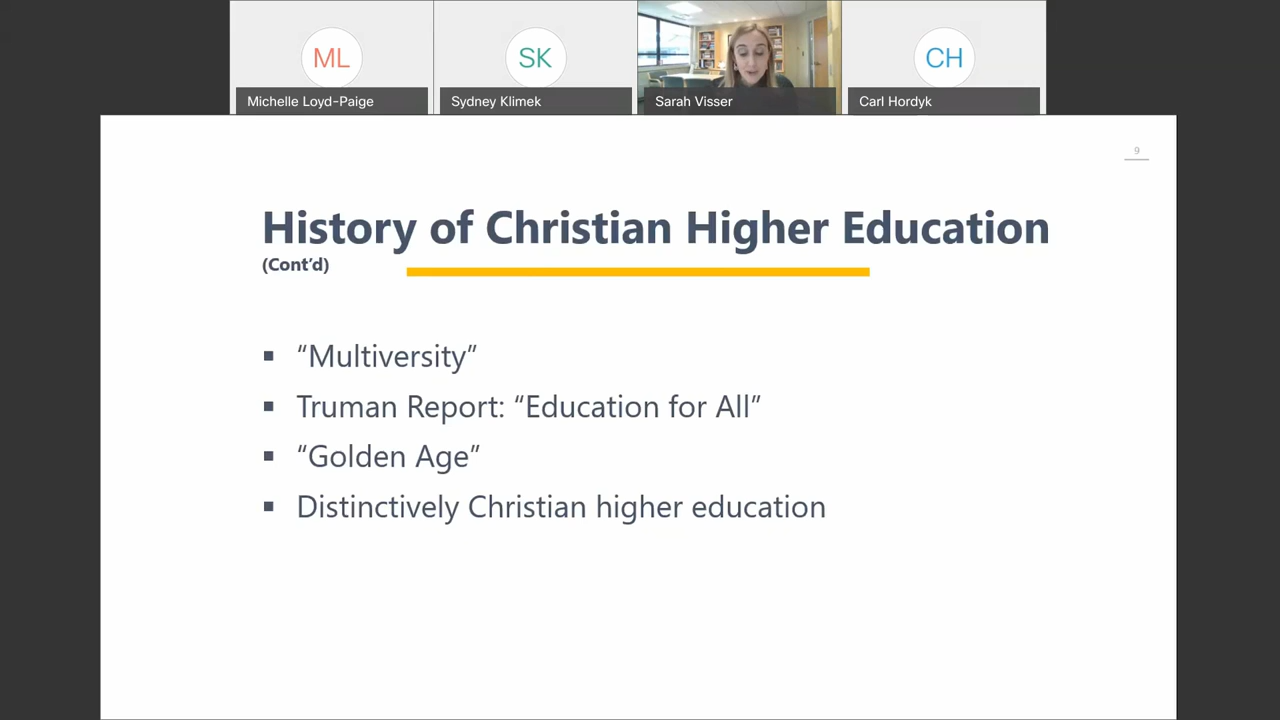 ML
SK
CH
Michelle Loyd-Paige
Sydney Klimek
Sarah Visser
Carl Hordyk
9
History of Christian Higher Education
(Cont’d)
▪ “Multiversity”
▪ Truman Report: “Education for All”
▪ “Golden Age”
▪ Distinctively Christian higher education